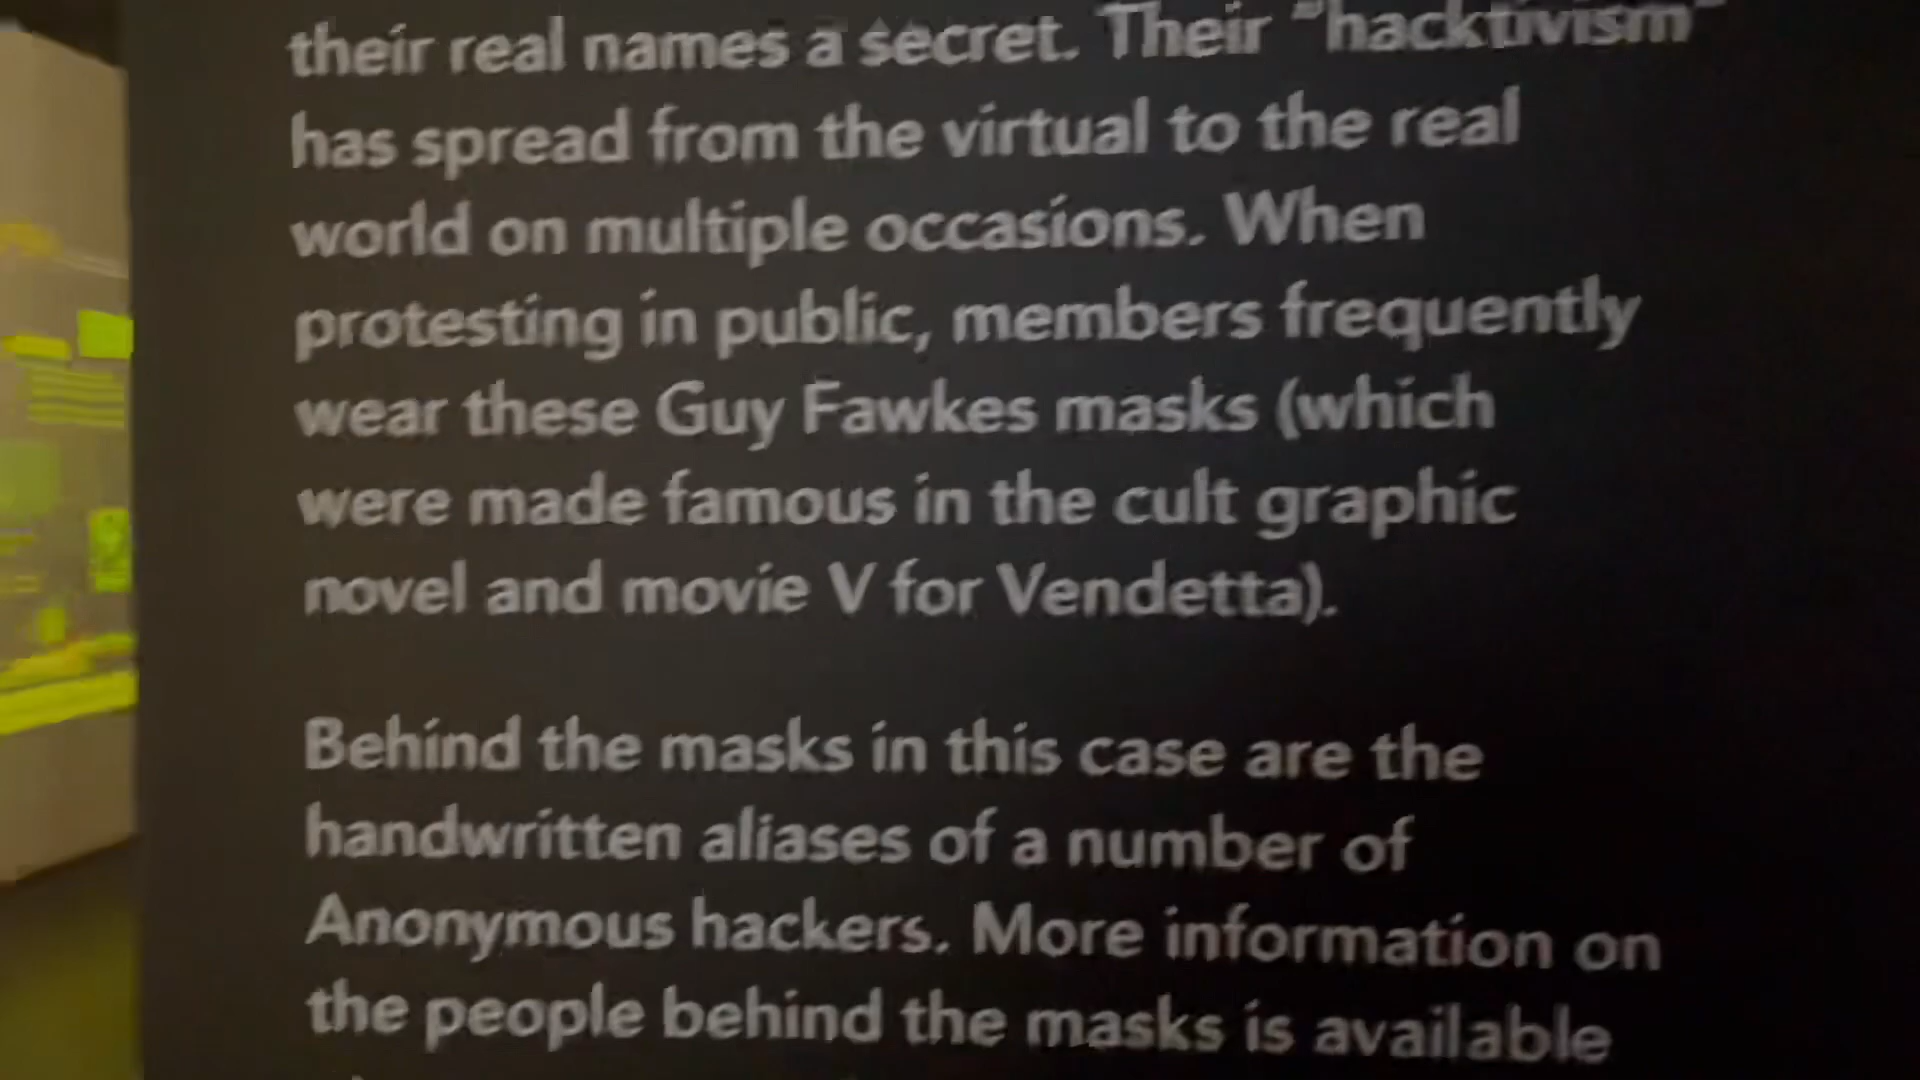 their real names a secret. Their "hacktivism"
has spread from the virtual to the real
world on multiple occasions. When
protesting in public, members frequently
wear these Guy Fawkes masks (which
were made famous in the cult graphic
novel and movie V for Vendetta).
Behind the masks in this case are the
handwritten aliases of a number of
Anonymous hackers. More information on
the people behind the masks is available